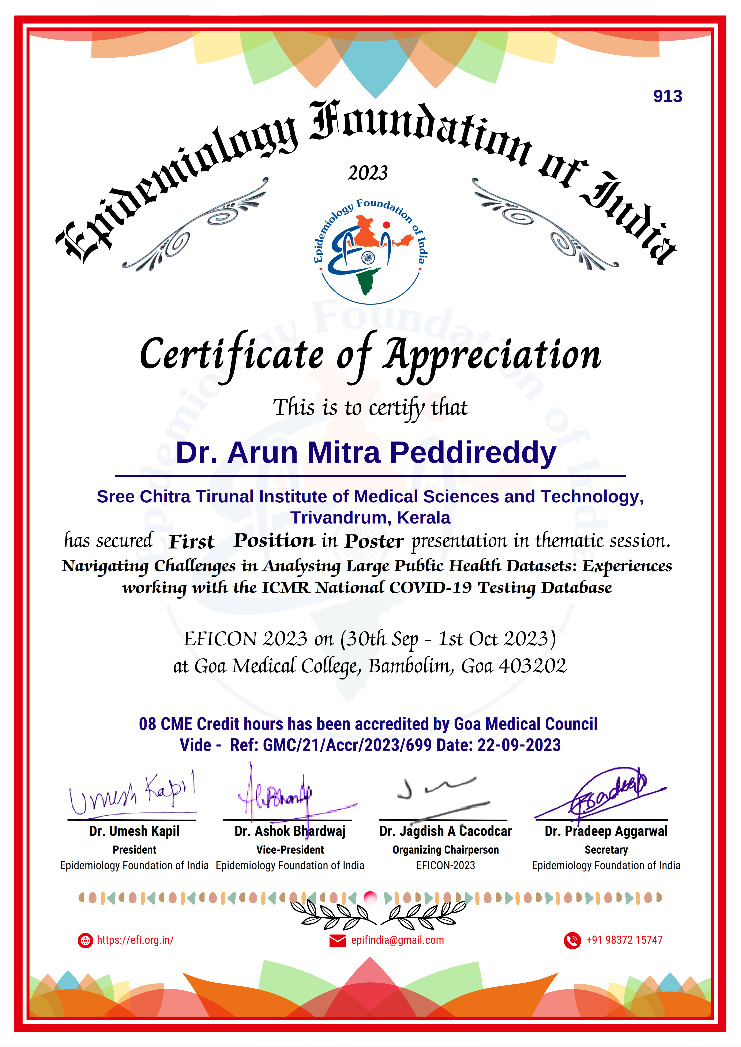 913
Epidemiology Foundation of India
2023
Epidemiology Foundation of India
Certificate of Appreciation
This is to certify that
Dr. Arun Mitra Peddireddy
Sree Chitra Tirunal Institute of Medical Sciences and Technology,
Trivandrum, Kerala
has secured First Position in Poster presentation in thematic session.
Navigating Challenges in Analysing Large Public Health Datasets: Experiences
working with the ICMR National COVID-19 Testing Database
EFICON 2023 on (30th Sep - 1st Oct 2023)
at Goa Medical College, Bambolim, Goa 403202
08 CME Credit hours has been accredited by Goa Medical Council
Vide - Ref: GMC/21/Accr/2023/699 Date: 22-09-2023
Umesh Kapil
Dr. Umesh Kapil Dr. Ashok Bhardwaj Dr. Jagdish A Cacodcar Dr. Pradeep Aggarwal
President Vice-President Organizing Chairperson Secretary
Epidemiology Foundation of India Epidemiology Foundation of India EFICON-2023 Epidemiology Foundation of India
https://efi.org.in/ epifindia@gmail.com +91 98372 15747